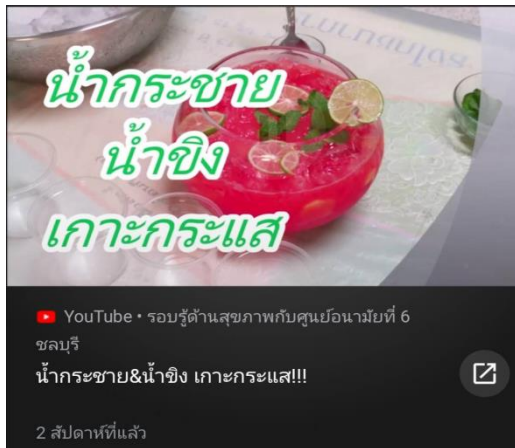 น้ำกระชาย
น้ำขิง
เกาะกระแส
YouTube • รอบรู้ด้านสุขภาพกับศูนย์อนามัยที่ 6
ชลบุรี
น้ำกระชาย&น้ำขิง เกาะกระแส!!!
2 สัปดาห์ที่แล้ว